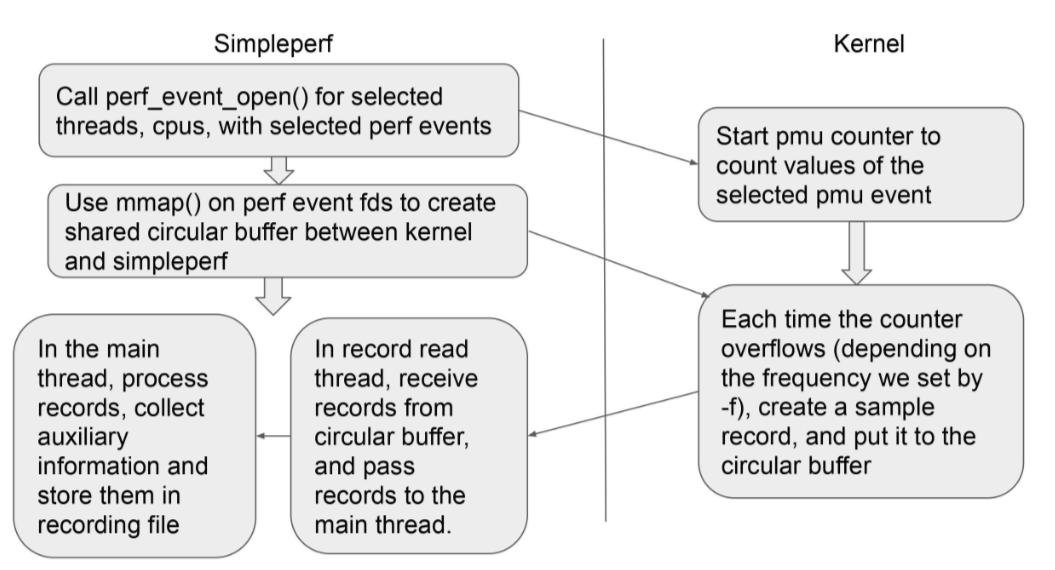 Simpleperf
Kernel
Call perf_event_open() for selected
threads, cpus, with selected perf events
Start pmu counter to
count values of the
selected pmu event
Use mmap() on perf event fds to create
shared circular buffer between kernel
and simpleperf
Each time the counter
overflows (depending on
the frequency we set by
-f), create a sample
record, and put it to the
circular buffer
In the main
thread, process
records, collect
auxiliary
information and
store them in
recording file
In record read
thread, receive
records from
circular buffer,
and pass
records to the
main thread.